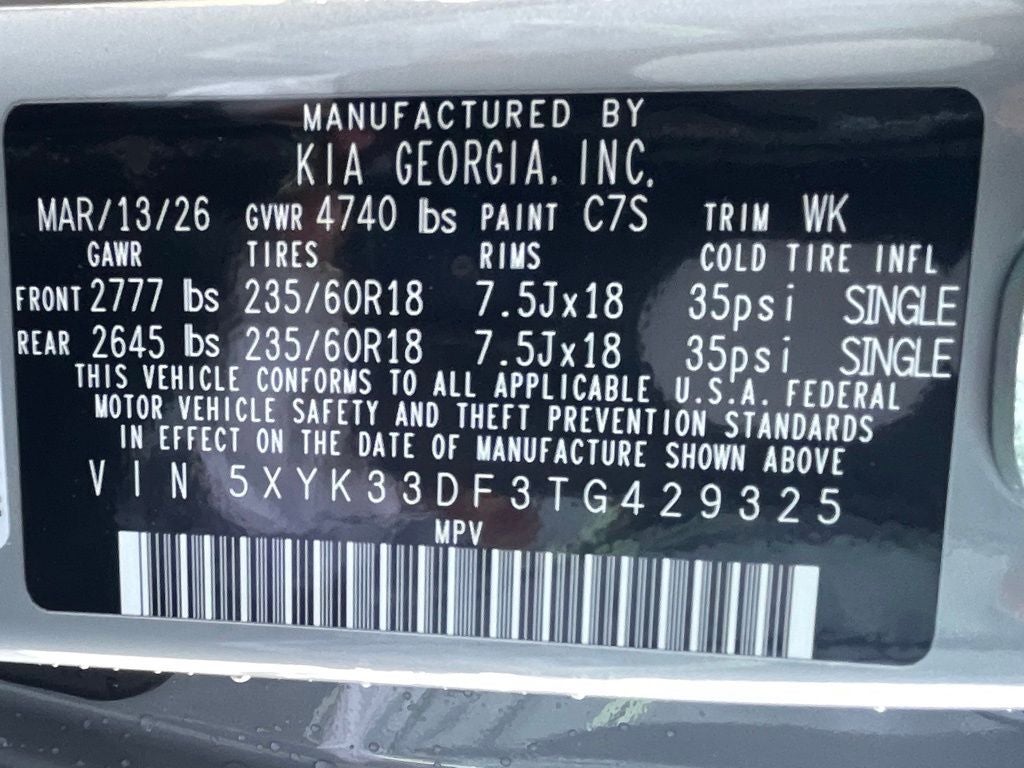 MANUFACTURED BY
KIA GEORGIA, INC.
MAR/13/26 GVWR 4740 lbs PAINT C7S TRIM WK
GAWR TIRES RIMS COLD TIRE INFL
FRONT 2777 lbs 235/60R18 7.5Jx18 35psi SINGLE
REAR 2645 lbs 235/60R18 7.5Jx18 35psi SINGLE
THIS VEHICLE CONFORMS TO ALL APPLICABLE U.S.A. FEDERAL
MOTOR VEHICLE SAFETY AND THEFT PREVENTION STANDARDS
IN EFFECT ON THE DATE OF MANUFACTURE SHOWN ABOVE
VIN 5XYK33DF3TG429325
MPV